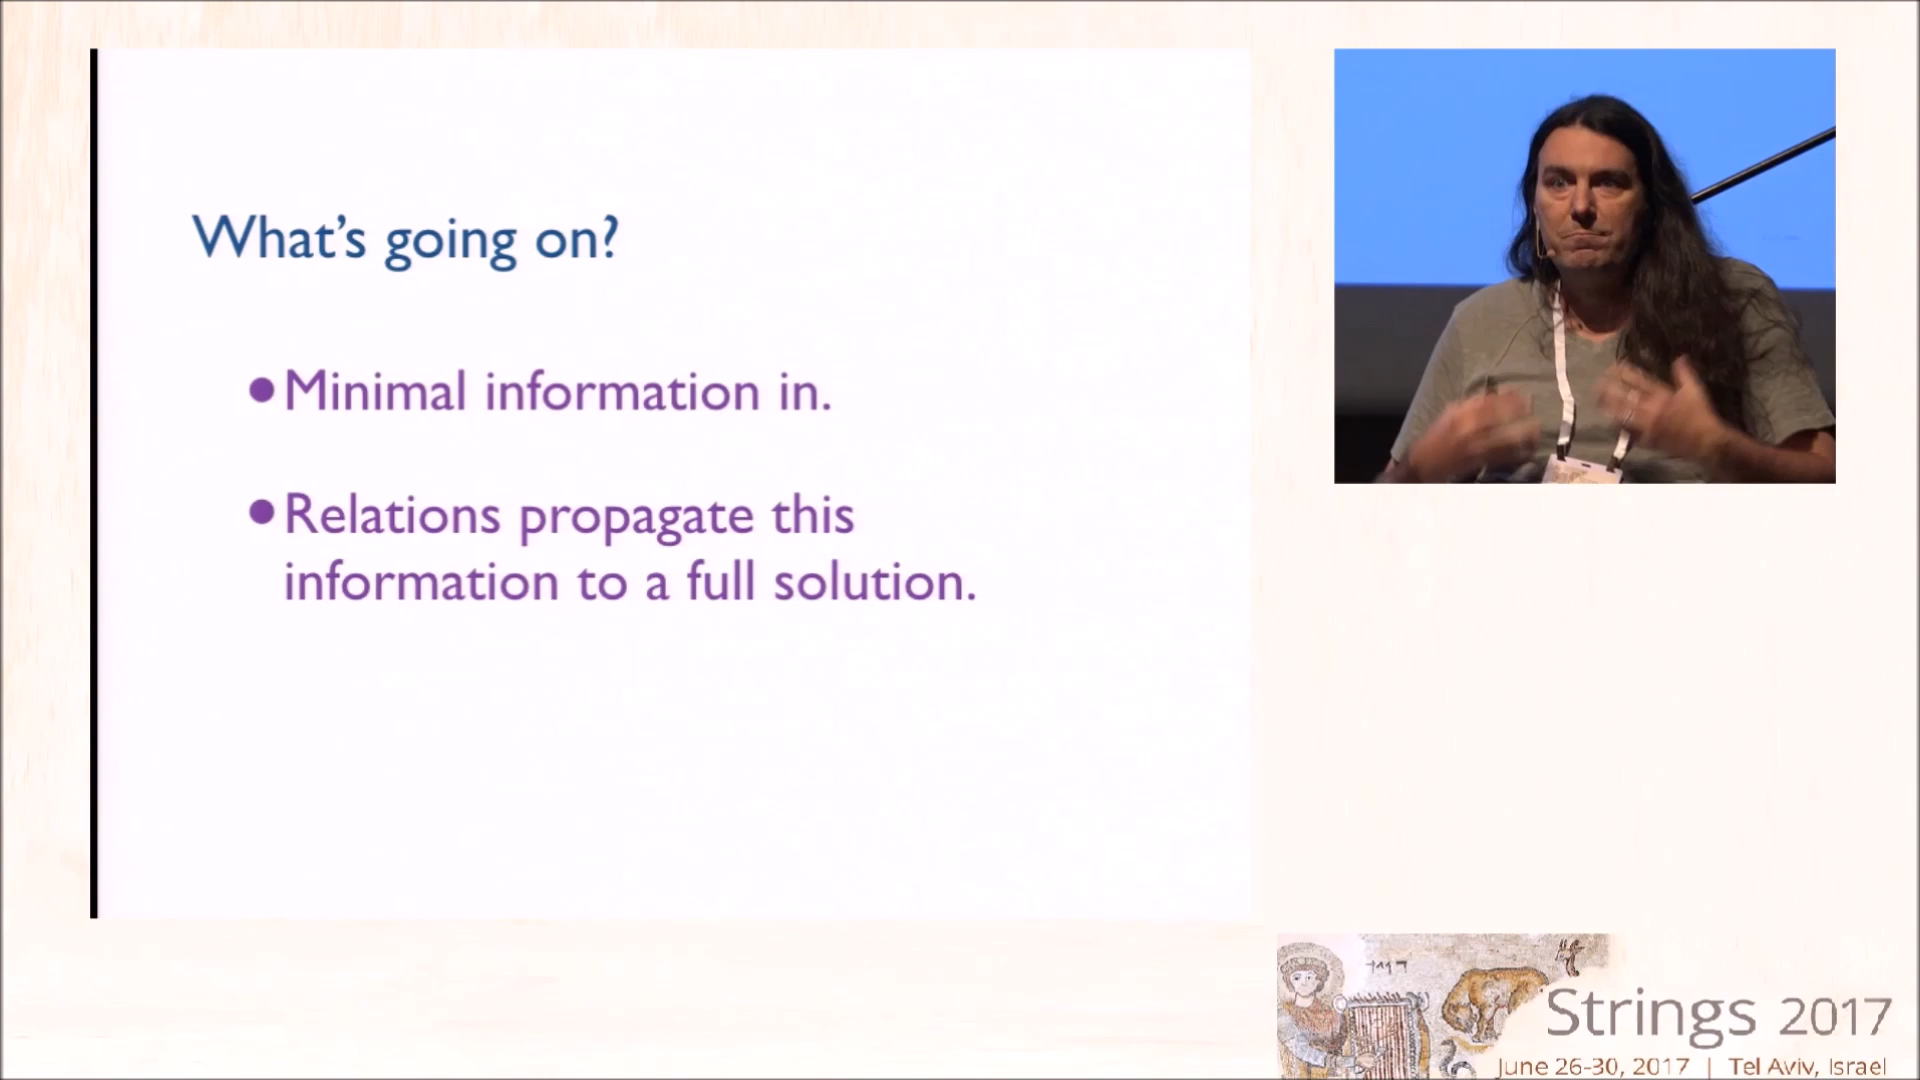 What's going on?
•Minimal information in.
•Relations propagate this
information to a full solution.
Strings 2017
June 26-30, 2017 | Tel Aviv, Israel